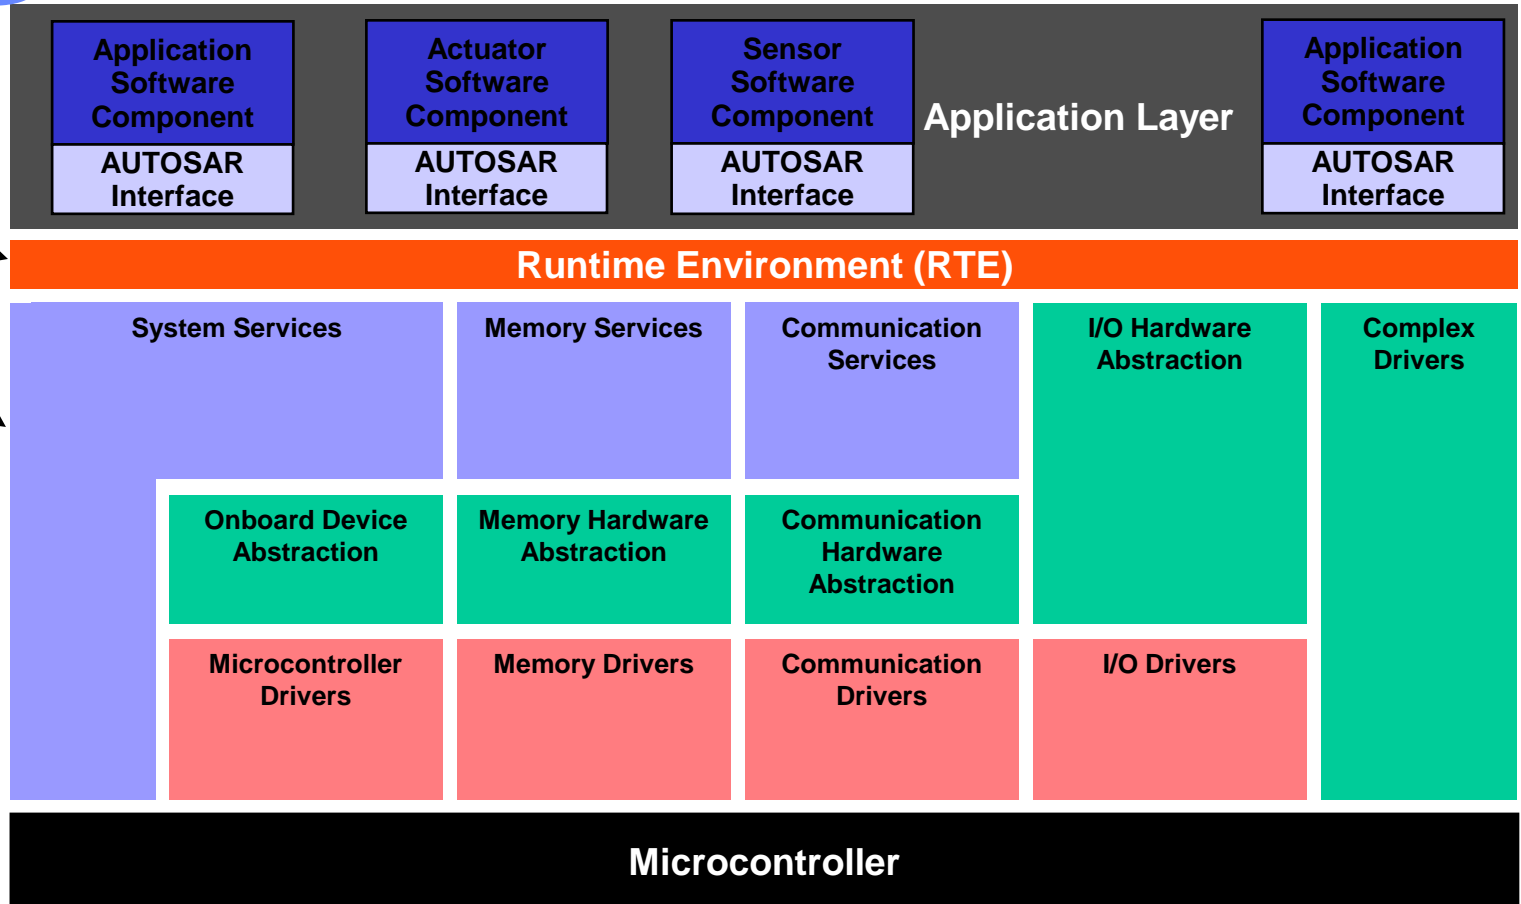 Application
Software
Component
AUTOSAR
Interface
Actuator
Software
Component
AUTOSAR
Interface
Sensor
Software
Component
AUTOSAR
Interface
Application Layer
Application
Software
Component
AUTOSAR
Interface
Runtime Environment (RTE)
System Services
Memory Services
Communication
Services
I/O Hardware
Abstraction
Complex
Drivers
Onboard Device
Abstraction
Memory Hardware
Abstraction
Communication
Hardware
Abstraction
Microcontroller
Drivers
Memory Drivers
Communication
Drivers
I/O Drivers
Microcontroller